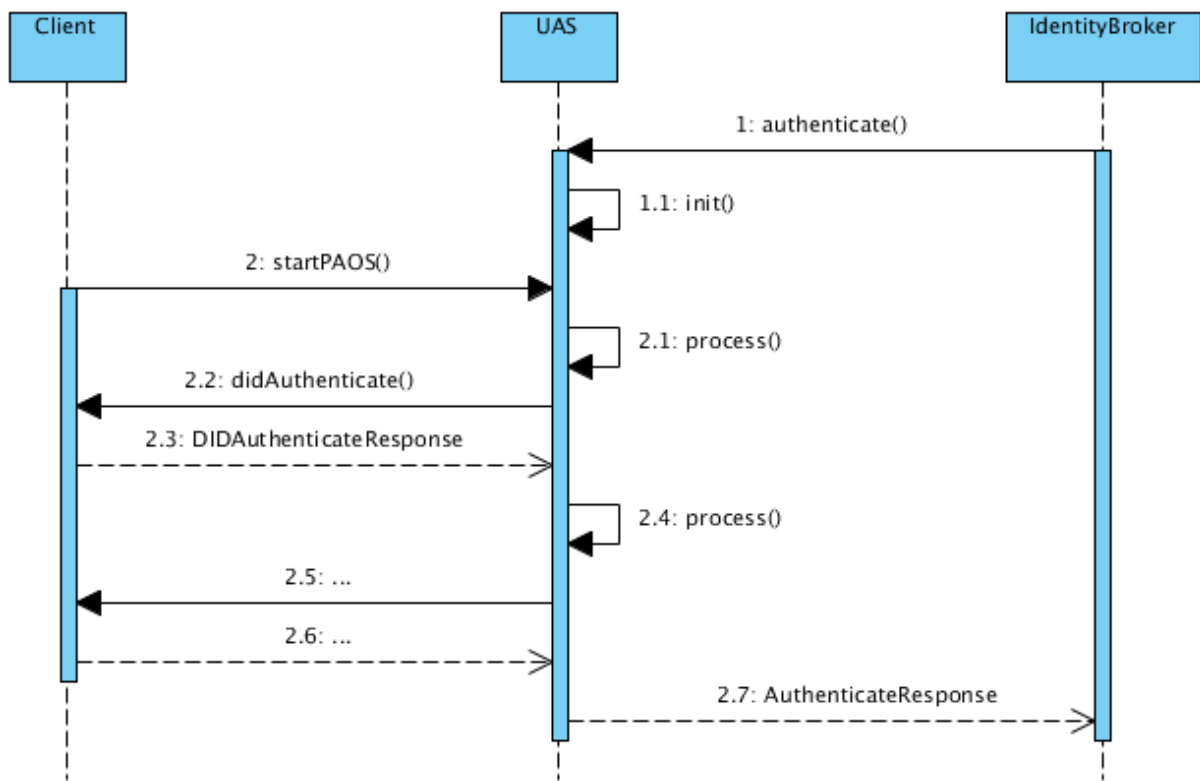 Client
UAS
IdentityBroker
1: authenticate()
1.1: init()
2: startPAOS()
2.1: process()
2.2: didAuthenticate()
2.3: DIDAuthenticateResponse
2.4: process()
2.5: ...
2.6: ...
2.7: AuthenticateResponse